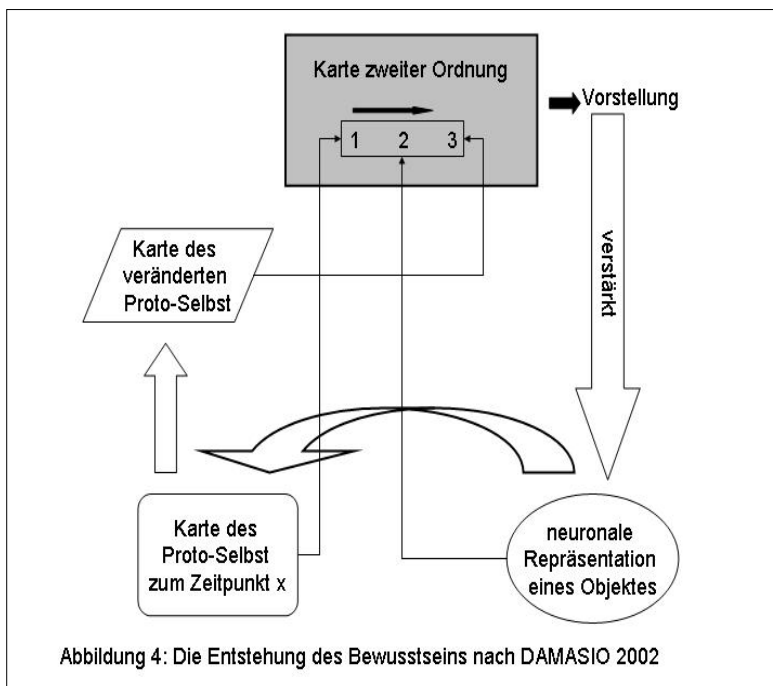 Karte zweiter Ordnung
1 2 3
Vorstellung
verstärkt
Karte des
veränderten
Proto-Selbst
Karte des
Proto-Selbst
zum Zeitpunkt x
neuronale
Repräsentation
eines Objektes
Abbildung 4: Die Entstehung des Bewusstseins nach DAMASIO 2002